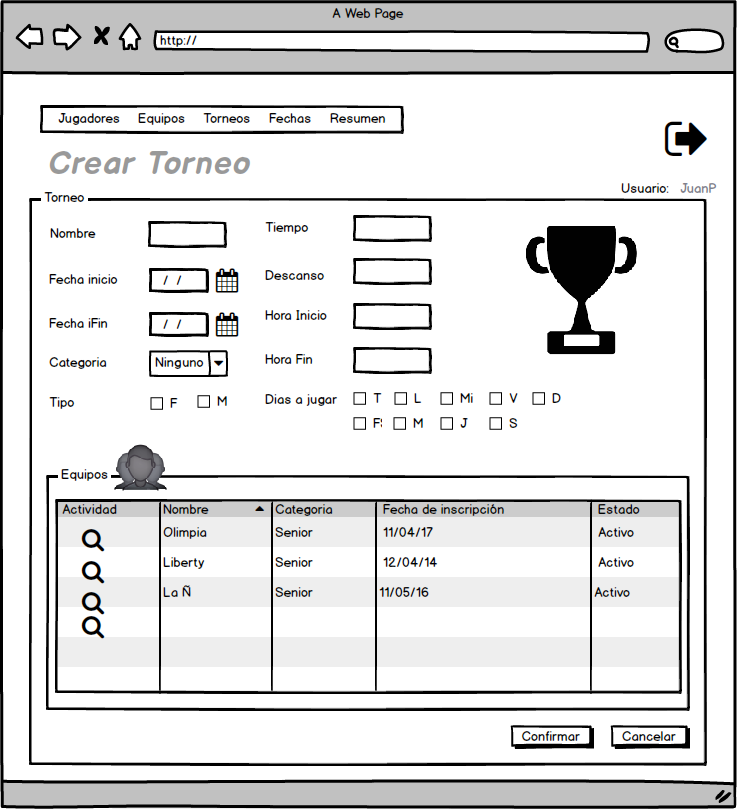 A Web Page
http://
Jugadores Equipos Torneos Fechas Resumen
Crear Torneo
Usuario: JuanP
Torneo
Nombre
Tiempo
Fecha inicio / /
Descanso
Fecha iFin / /
Hora Inicio
Categoria Ninguno
Hora Fin
Tipo F M
Dias a jugar T L Mi V D
FS M J S
Equipos
Actividad Nombre Categoria Fecha de inscripción Estado
Olimpia Senior 11/04/17 Activo
Liberty Senior 12/04/14 Activo
La Ñ Senior 11/05/16 Activo
Confirmar Cancelar